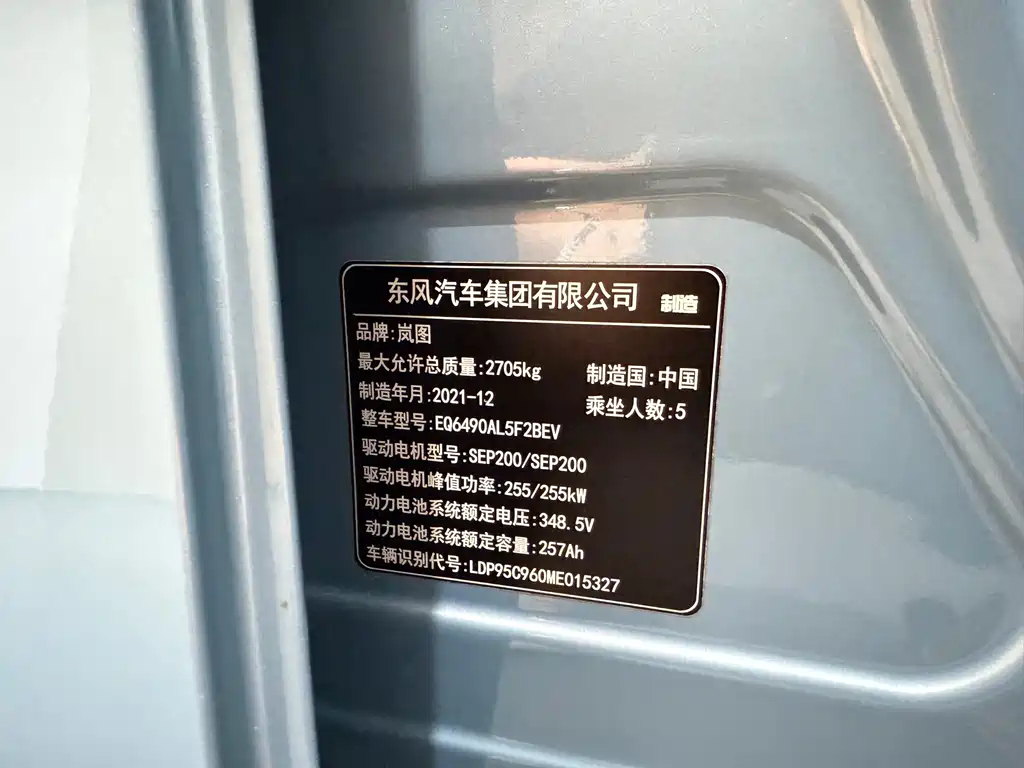 东风汽车集团有限公司 制造
品牌:岚图
最大允许总质量:2705kg
制造国:中国
制造年月:2021-12
乘坐人数:5
整车型号:EQ6490AL5F2BEV
驱动电机型号:SEP200/SEP200
驱动电机峰值功率:255/255kW
动力电池系统额定电压:348.5V
动力电池系统额定容量:257Ah
车辆识别代号:LDP95C960ME015327